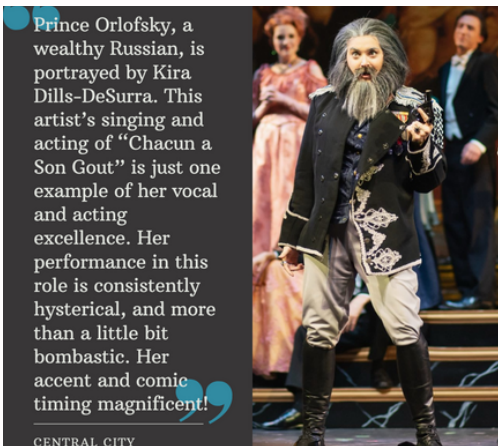 Prince Orlofsky, a
wealthy Russian, is
portrayed by Kira
Dills-DeSurra. This
artist’s singing and
acting of “Chacun a
Son Gout” is just one
example of her vocal
and acting
excellence. Her
performance in this
role is consistently
hysterical, and more
than a little bit
bombastic. Her
accent and comic
timing magnificent!
CENTRAL CITY